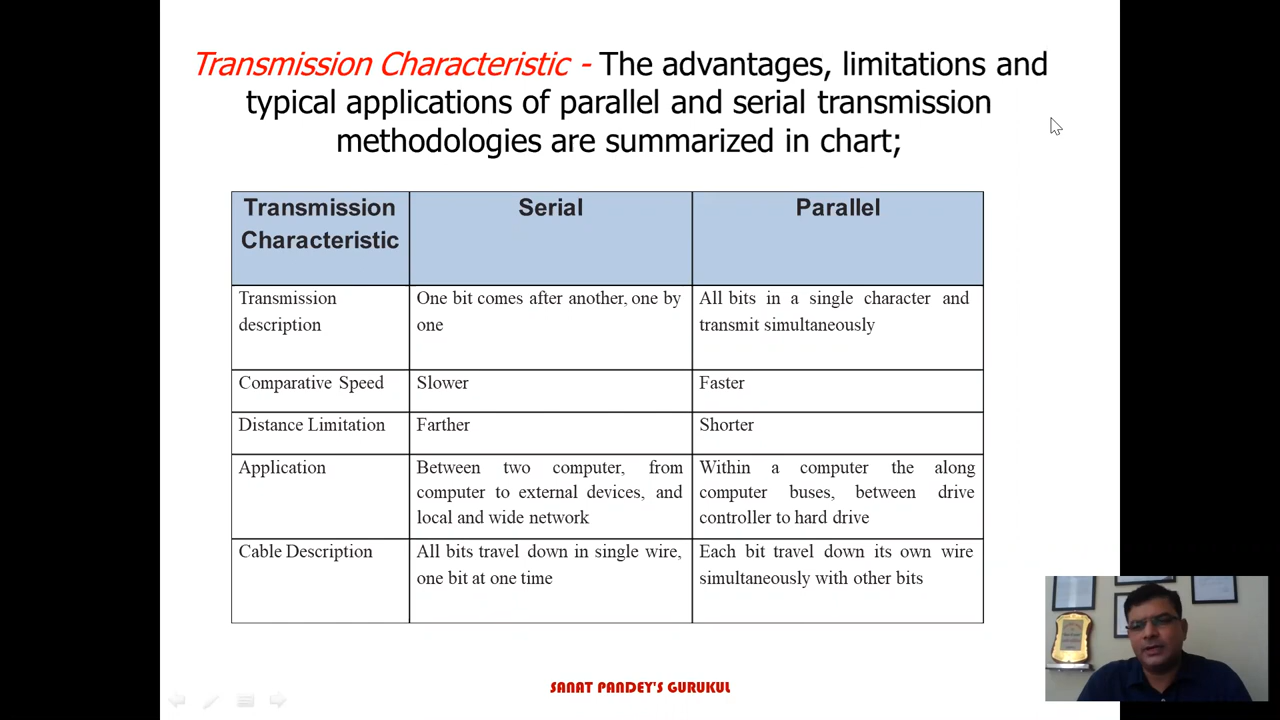 Transmission Characteristic - The advantages, limitations and
typical applications of parallel and serial transmission
methodologies are summarized in chart;
Transmission
Characteristic
Serial
Parallel
Transmission
description
One bit comes after another, one by
one
All bits in a single character and
transmit simultaneously
Comparative Speed
Slower
Faster
Distance Limitation
Farther
Shorter
Application
Between two computer, from
computer to external devices, and
local and wide network
Within a computer the along
computer buses, between drive
controller to hard drive
Cable Description
All bits travel down in single wire,
one bit at one time
Each bit travel down its own wire
simultaneously with other bits
SANAT PANDEY'S GURUKUL